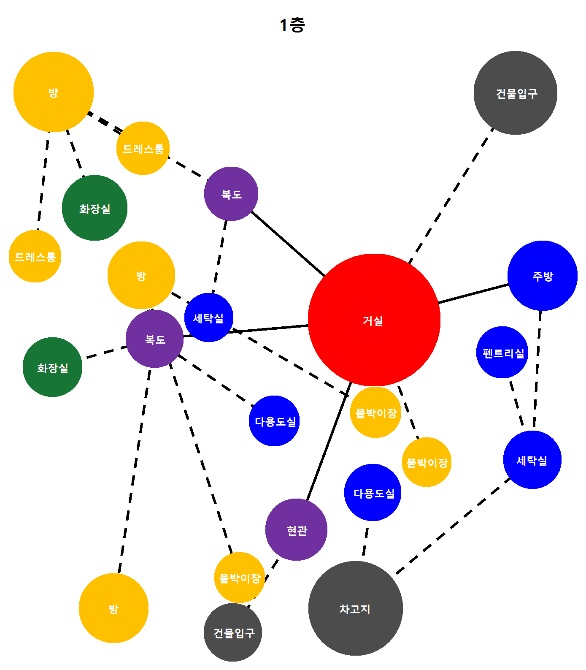 1층
방
건물입구
드레스룸
복도
화장실
드레스룸
방
주방
세탁실
거실
복도
펜트리실
화장실
붙박이장
다용도실
붙박이장
세탁실
다용도실
현관
붙박이장
방
차고지
건물입구